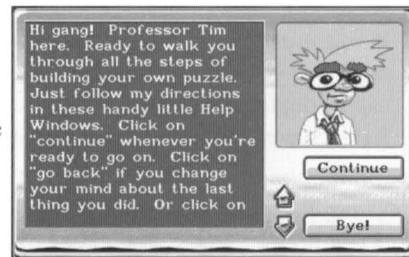 Hi gang! Professor Tim
here. Ready to walk you
through all the steps of
building your own puzzle.
Just follow my directions
in these handy little Help
Windows. Click on
"continue" whenever you're
ready to go on. Click on
"go back" if you change
your mind about the last
thing you did. Or click on
Continue
Bye!